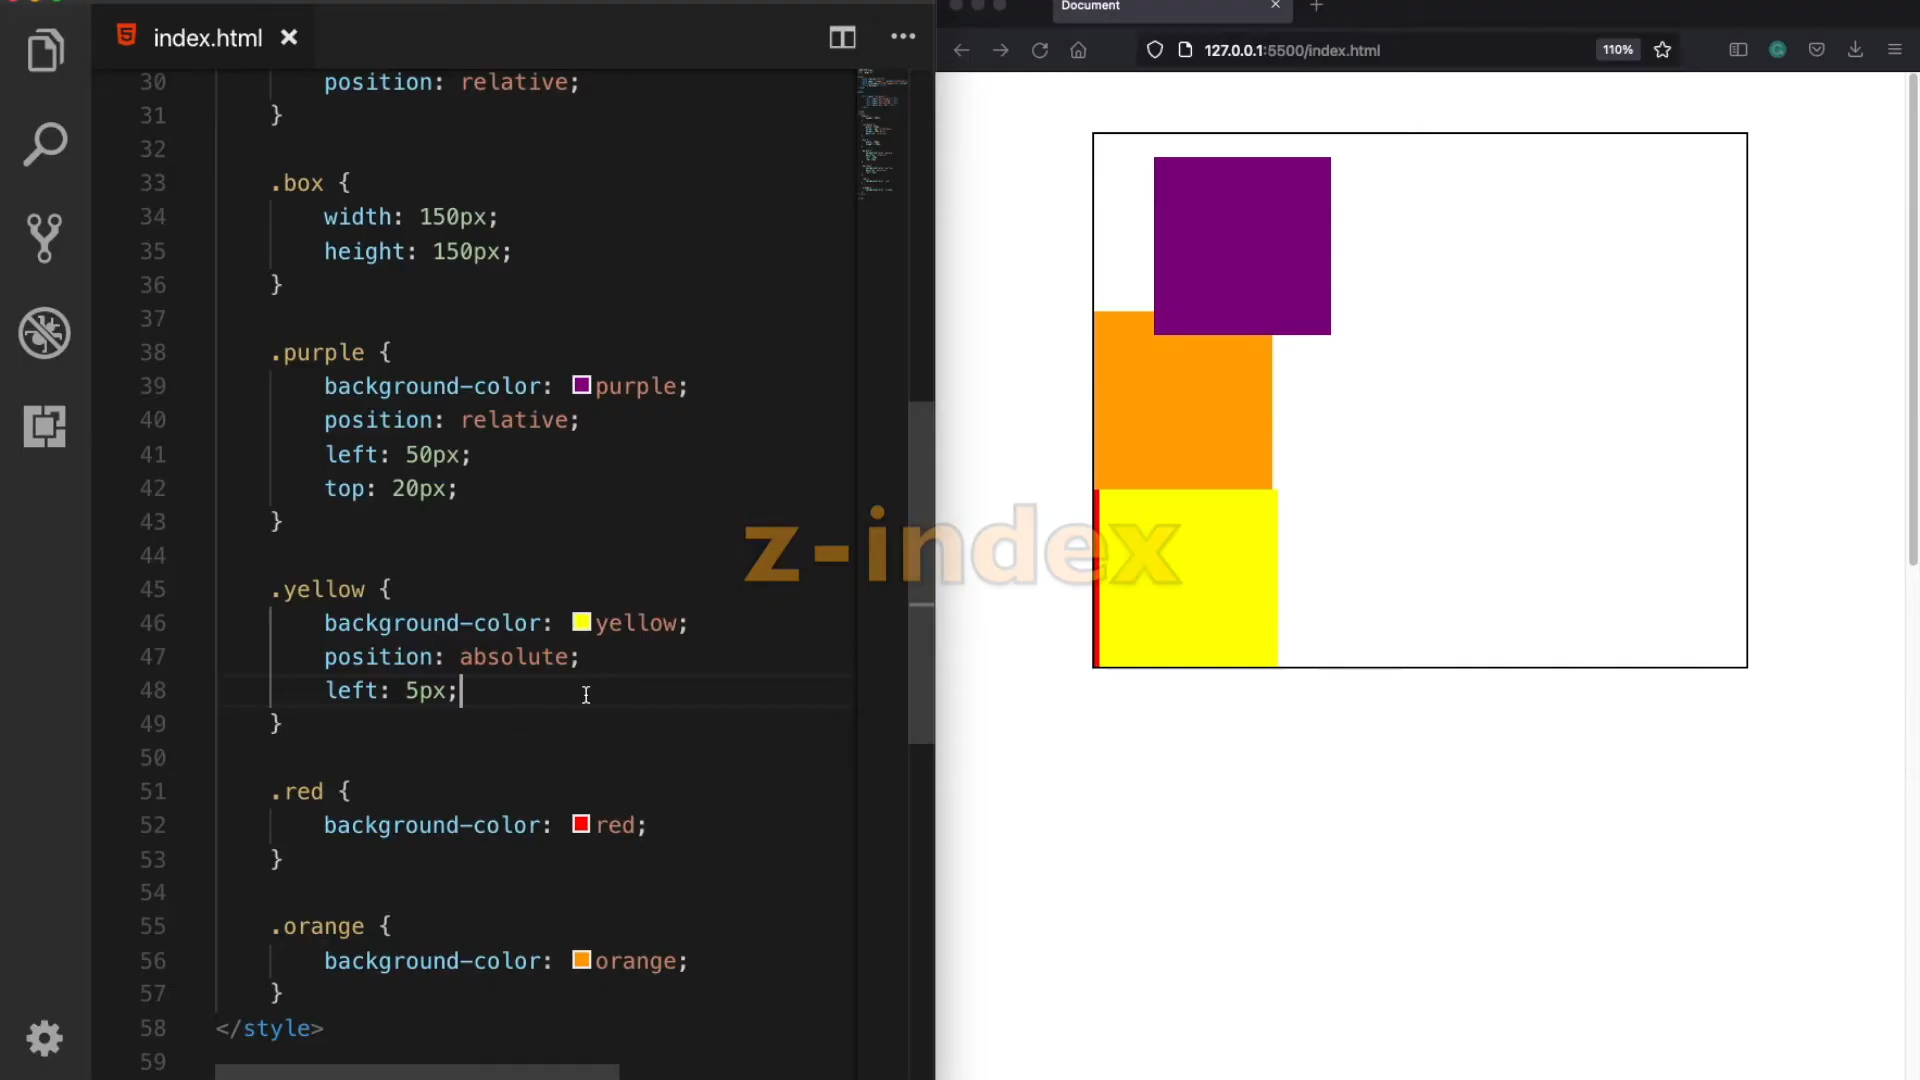 index.html
Document
127.0.0.1:5500/index.html
110%
30 position: relative;
31 }
32
33 .box {
34 width: 150px;
35 height: 150px;
36 }
37
38 .purple {
39 background-color: purple;
40 position: relative;
41 left: 50px;
42 top: 20px;
43 }
44
45 .yellow {
46 background-color: yellow;
47 position: absolute;
48 left: 5px;
49 }
50
51 .red {
52 background-color: red;
53 }
54
55 .orange {
56 background-color: orange;
57 }
58 </style>
59
z-index